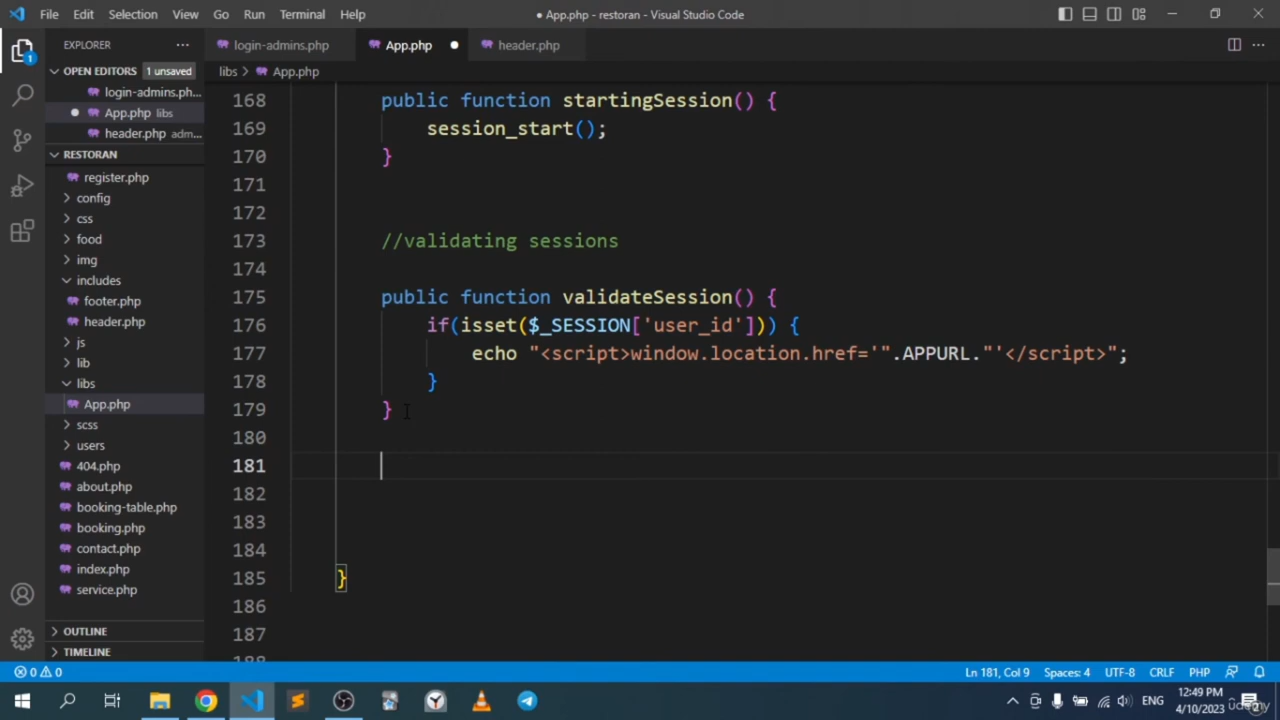 File Edit Selection View Go Run Terminal Help
● App.php - restoran - Visual Studio Code
EXPLORER
login-admins.php
App.php
header.php
OPEN EDITORS 1 unsaved
libs > App.php
login-admins.ph...
App.php libs
header.php adm...
RESTORAN
register.php
config
css
food
img
includes
footer.php
header.php
js
lib
libs
App.php
scss
users
404.php
about.php
booking-table.php
booking.php
contact.php
index.php
service.php
OUTLINE
TIMELINE
168 public function startingSession() {
169 session_start();
170 }
171
172
173 //validating sessions
174
175 public function validateSession() {
176 if(isset($_SESSION['user_id'])) {
177 echo "<script>window.location.href='".APPURL."'</script>";
178 }
179 }
180
181
182
183
184
185 }
186
187
188
0 0
Ln 181, Col 9 Spaces: 4 UTF-8 CRLF PHP
ENG
12:49 PM
4/10/2023
udemy